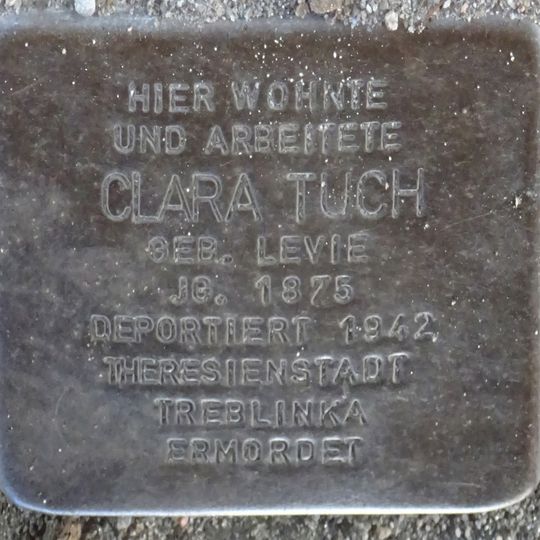 HIER WOHNTE
UND ARBEITETE
CLARA TUCH
GEB. LEVIE
JG. 1875
DEPORTIERT 1942
THERESIENSTADT
TREBLINKA
ERMORDET